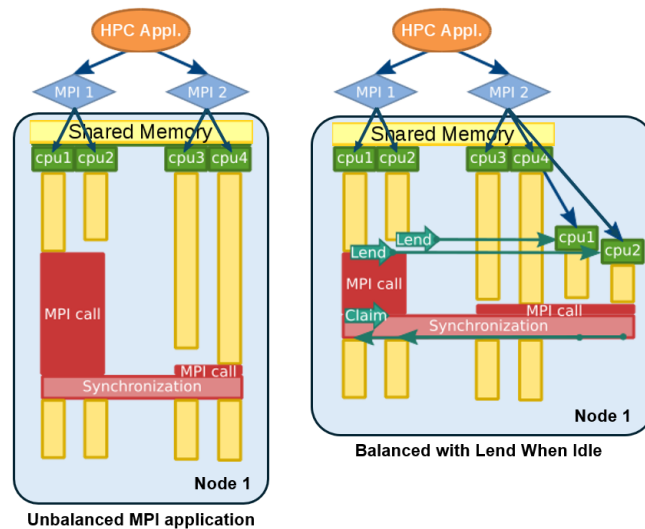 HPC Appl.
MPI 1
MPI 2
Shared Memory
cpu1
cpu2
cpu3
cpu4
MPI call
MPI call
Synchronization
Node 1
Unbalanced MPI application
HPC Appl.
MPI 1
MPI 2
Shared Memory
cpu1
cpu2
cpu3
cpu4
Lend
cpu1
Lend
cpu2
MPI call
MPI call
Claim
Synchronization
Node 1
Balanced with Lend When Idle